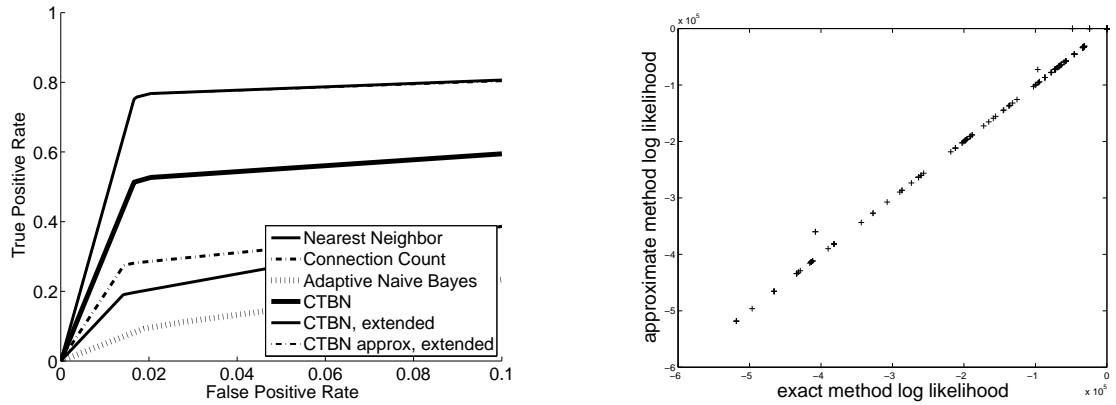 1
0.8
0.6
0.4
0.2
0
True Positive Rate
0 0.02 0.04 0.06 0.08 0.1
False Positive Rate
Nearest Neighbor
Connection Count
Adaptive Naive Bayes
CTBN
CTBN, extended
CTBN approx, extended
x 10^5
0
−1
−2
−3
−4
−5
−6
approximate method log likelihood
−6 −5 −4 −3 −2 −1 0
exact method log likelihood
x 10^5